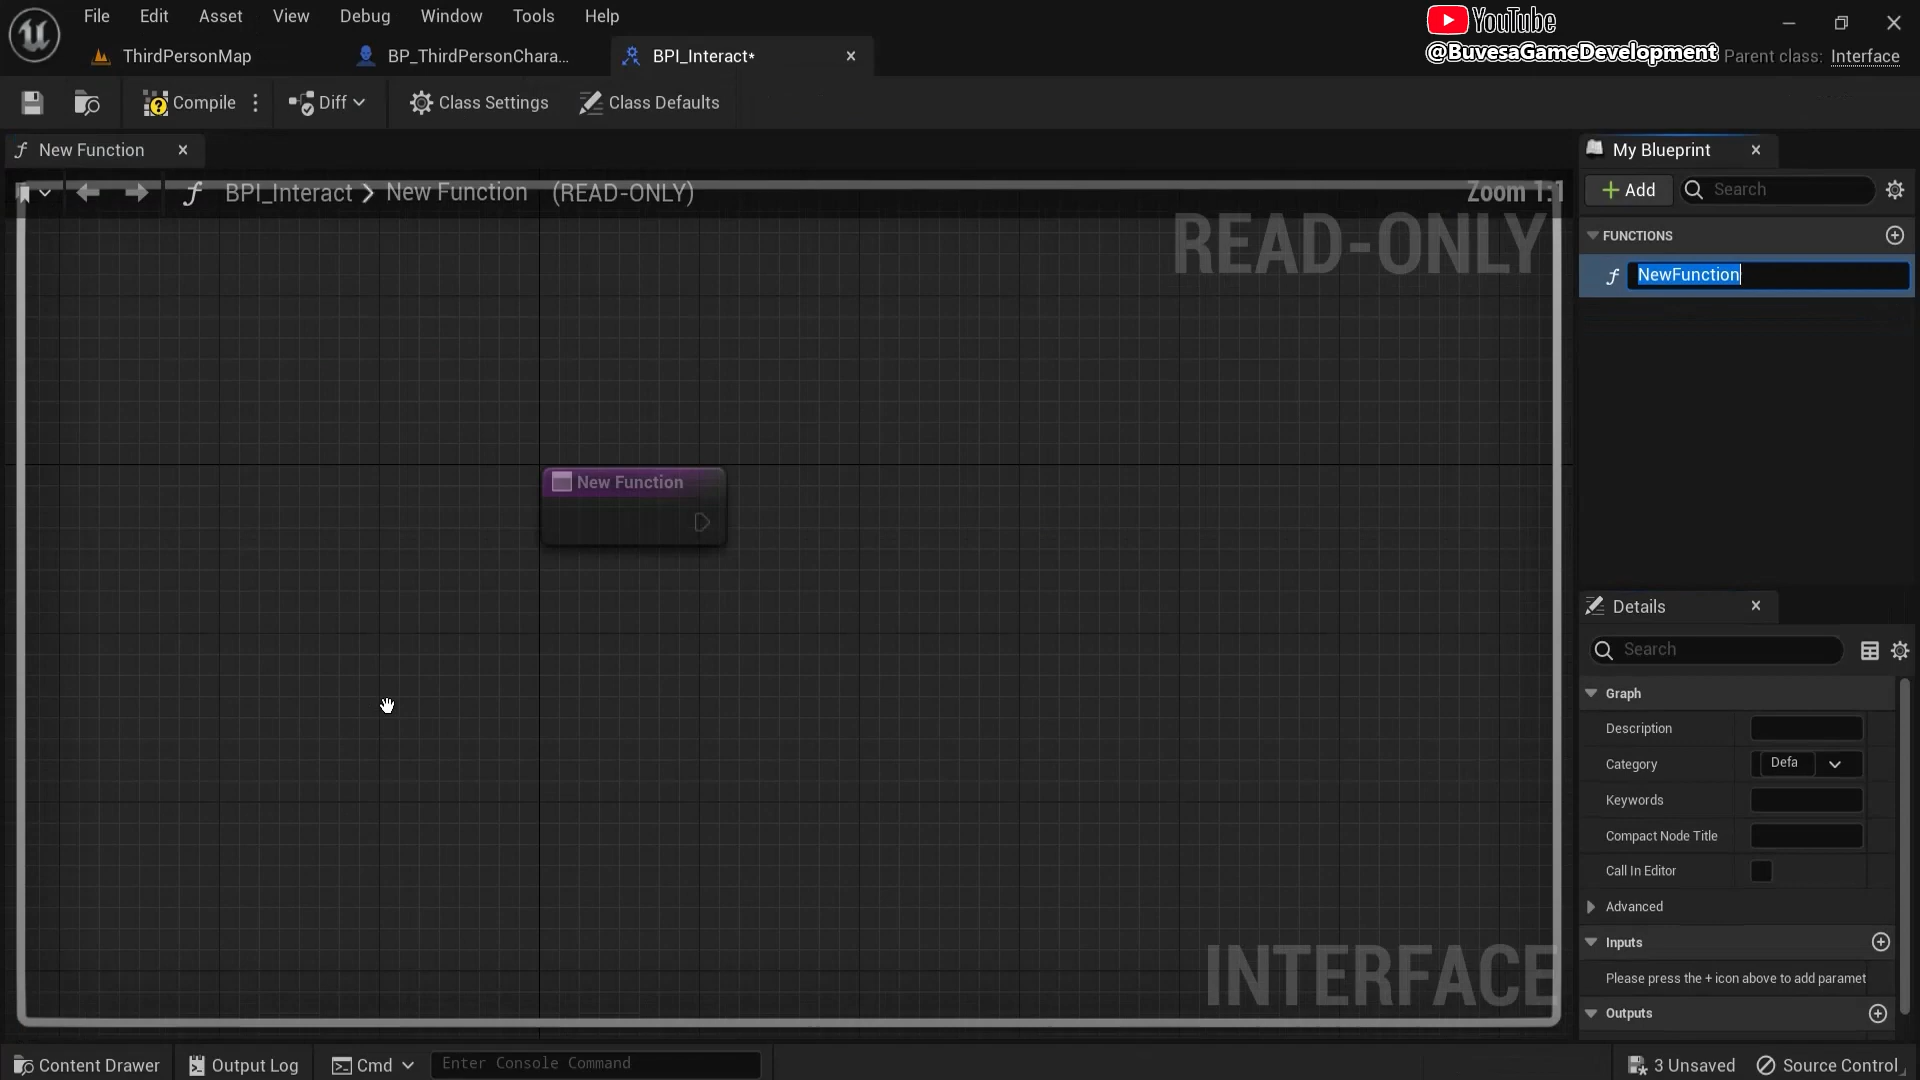 File Edit Asset View Debug Window Tools Help
YouTube
ThirdPersonMap BP_ThirdPersonChara... BPI_Interact*
@BuvesaGameDevelopment Parent class: Interface
Compile Diff Class Settings Class Defaults
New Function
My Blueprint
BPI_Interact > New Function (READ-ONLY)
Zoom 1:1
Add Search
READ-ONLY
FUNCTIONS
NewFunction
New Function
Details
Search
Graph
Description
Category Defa
Keywords
Compact Node Title
Call In Editor
Advanced
Inputs
Please press the + icon above to add paramet
Outputs
INTERFACE
Content Drawer Output Log Cmd Enter Console Command 3 Unsaved Source Control